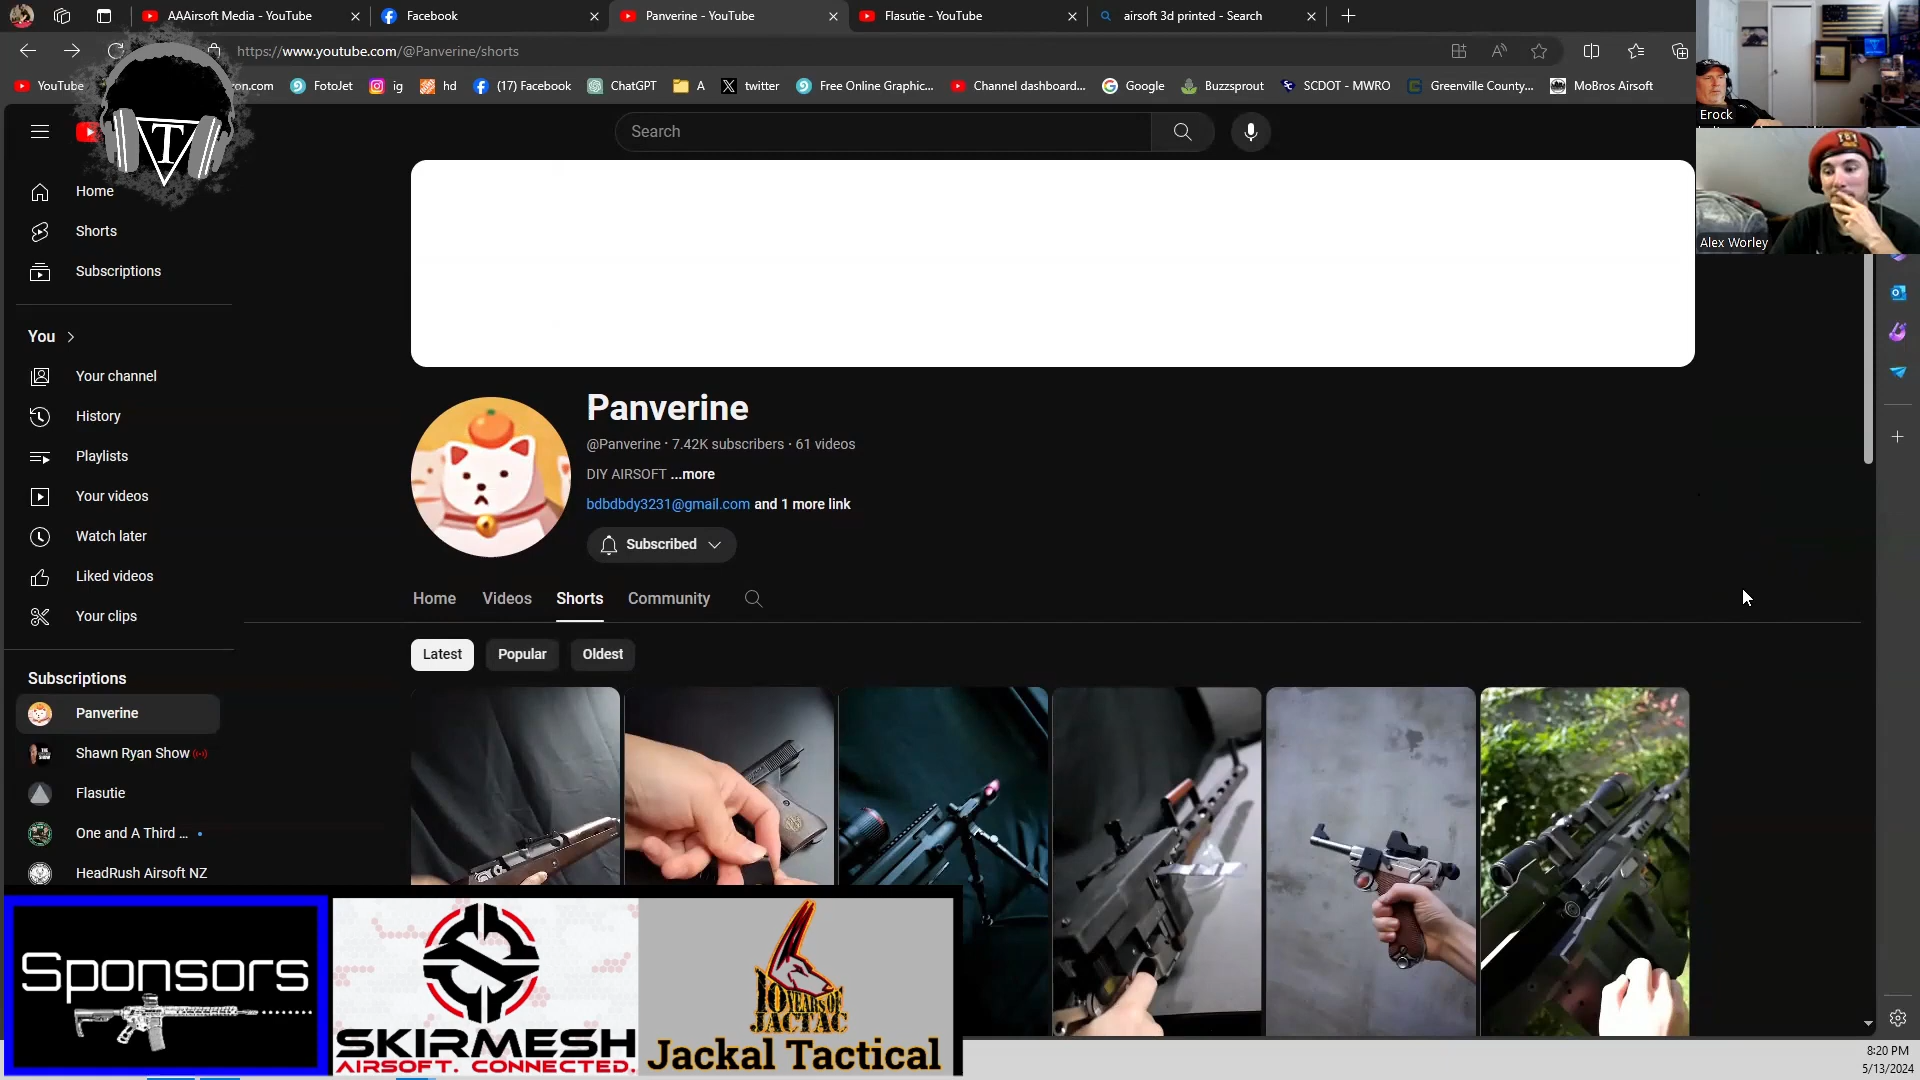 AAAirsoft Media - YouTube
Facebook
Panverine - YouTube
Flasutie - YouTube
airsoft 3d printed - Search
https://www.youtube.com/@Panverine/shorts
YouTube
on.com
FotoJet
ig
hd
(17) Facebook
ChatGPT
A
twitter
Free Online Graphic...
Channel dashboard...
Google
Buzzsprout
SCDOT - MWRO
Greenville County...
MoBros Airsoft
Erock
T
Search
Alex Worley
Home
Shorts
Subscriptions
You
Your channel
History
Playlists
Your videos
Watch later
Liked videos
Your clips
Subscriptions
Panverine
Shawn Ryan Show
Flasutie
One and A Third ...
HeadRush Airsoft NZ
Panverine
@Panverine · 7.42K subscribers · 61 videos
DIY AIRSOFT ...more
bdbdbdy3231@gmail.com and 1 more link
Subscribed
Home
Videos
Shorts
Community
Latest
Popular
Oldest
Sponsors
SKIRMESH
AIRSOFT. CONNECTED.
10
YEARS OF
JACTAC
Jackal Tactical
8:20 PM
5/13/2024